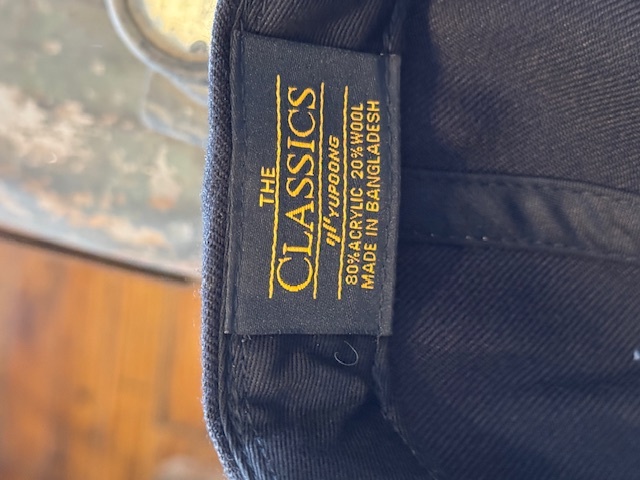 THE
CLASSICS
YUPOONG
80%ACRYLIC 20%WOOL
MADE IN BANGLADESH